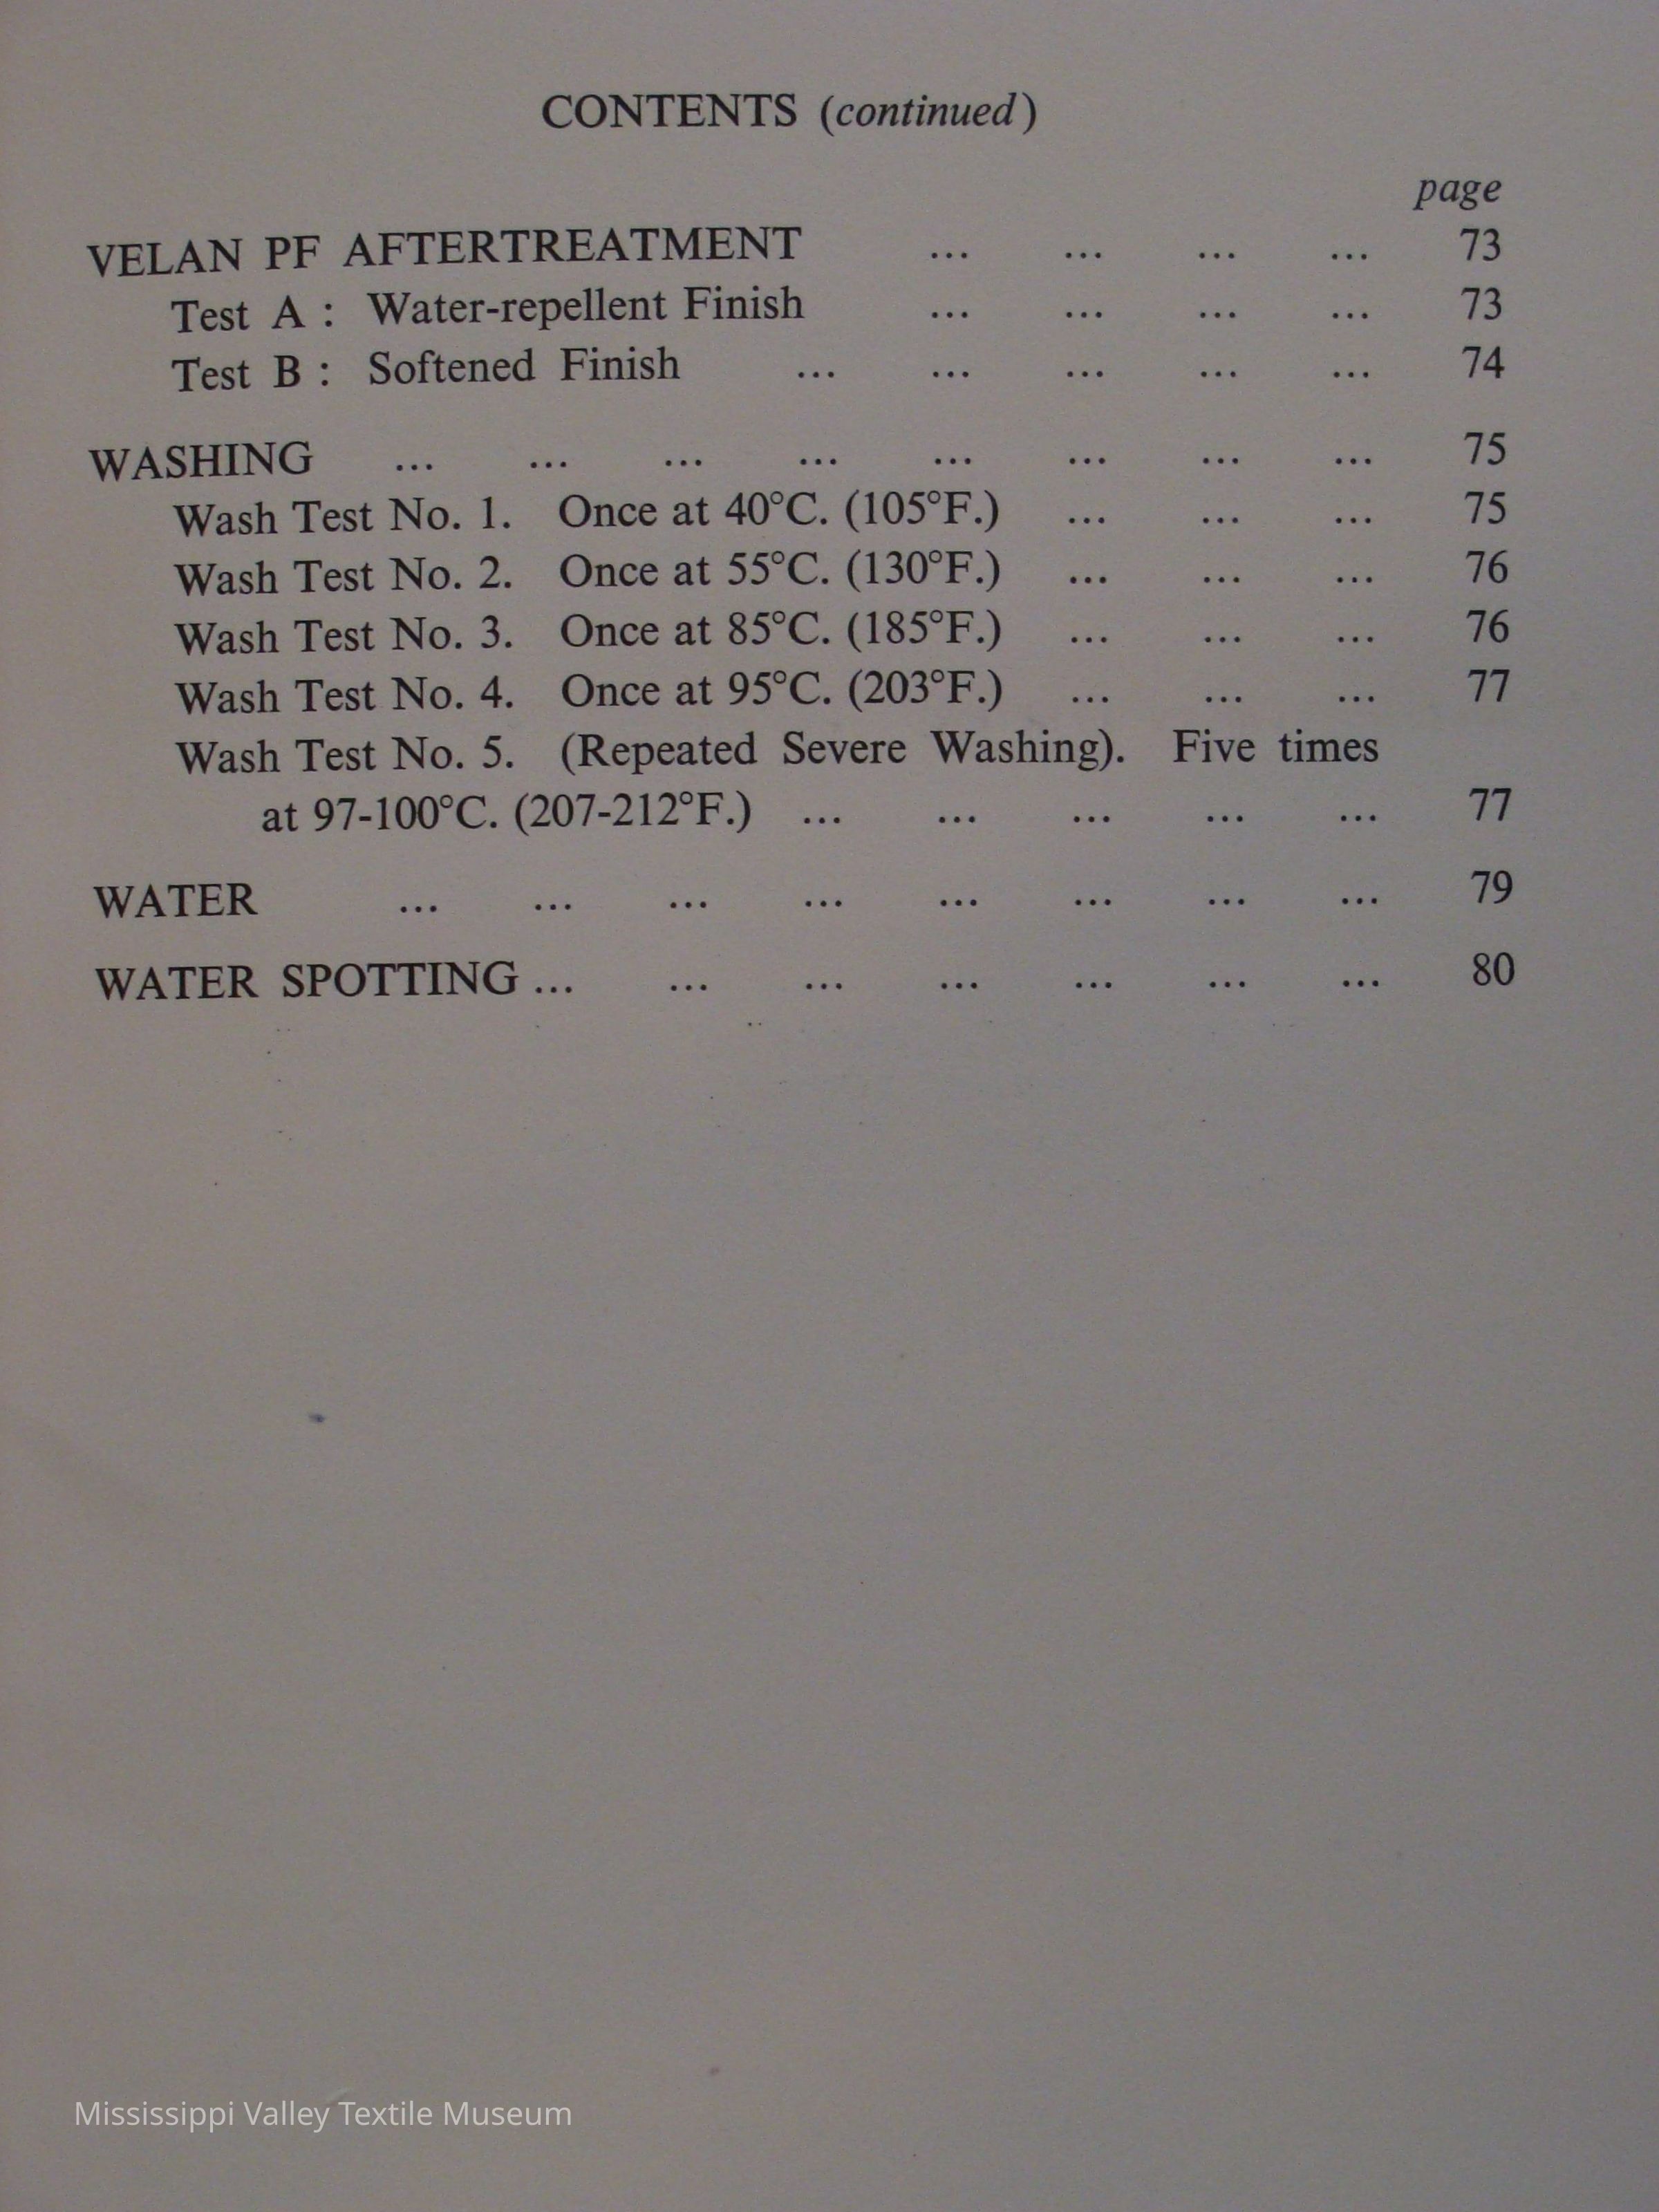 CONTENTS (continued)
page
VELAN PF AFTERTREATMENT ... ... ... ... 73
Test A : Water-repellent Finish ... ... ... ... 73
Test B : Softened Finish ... ... ... ... ... 74
WASHING ... ... ... ... ... ... ... ... 75
Wash Test No. 1. Once at 40°C. (105°F.) ... ... ... 75
Wash Test No. 2. Once at 55°C. (130°F.) ... ... ... 76
Wash Test No. 3. Once at 85°C. (185°F.) ... ... ... 76
Wash Test No. 4. Once at 95°C. (203°F.) ... ... ... 77
Wash Test No. 5. (Repeated Severe Washing). Five times
at 97-100°C. (207-212°F.) ... ... ... ... ... 77
WATER ... ... ... ... ... ... ... ... 79
WATER SPOTTING ... ... ... ... ... ... ... 80
Mississippi Valley Textile Museum